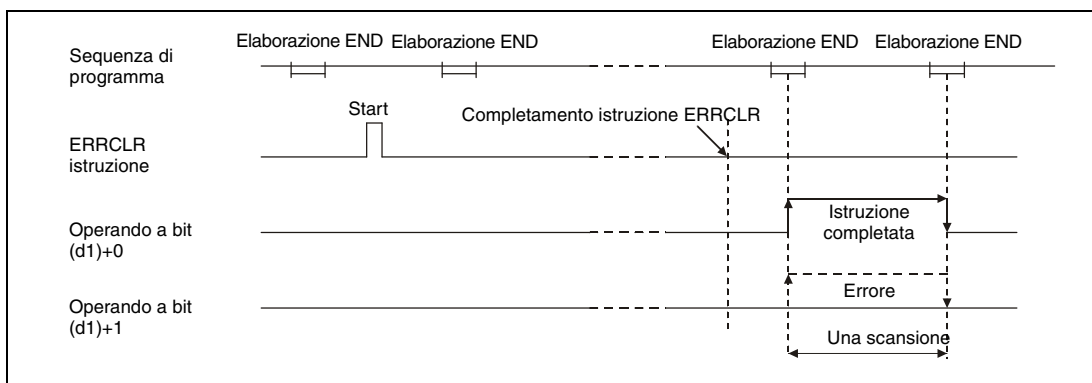 Elaborazione END Elaborazione END Elaborazione END Elaborazione END
Sequenza di
programma
Start
Completamento istruzione ERRCLR
ERRCLR
istruzione
Operando a bit
(d1)+0
Istruzione
completata
Errore
Operando a bit
(d1)+1
Una scansione